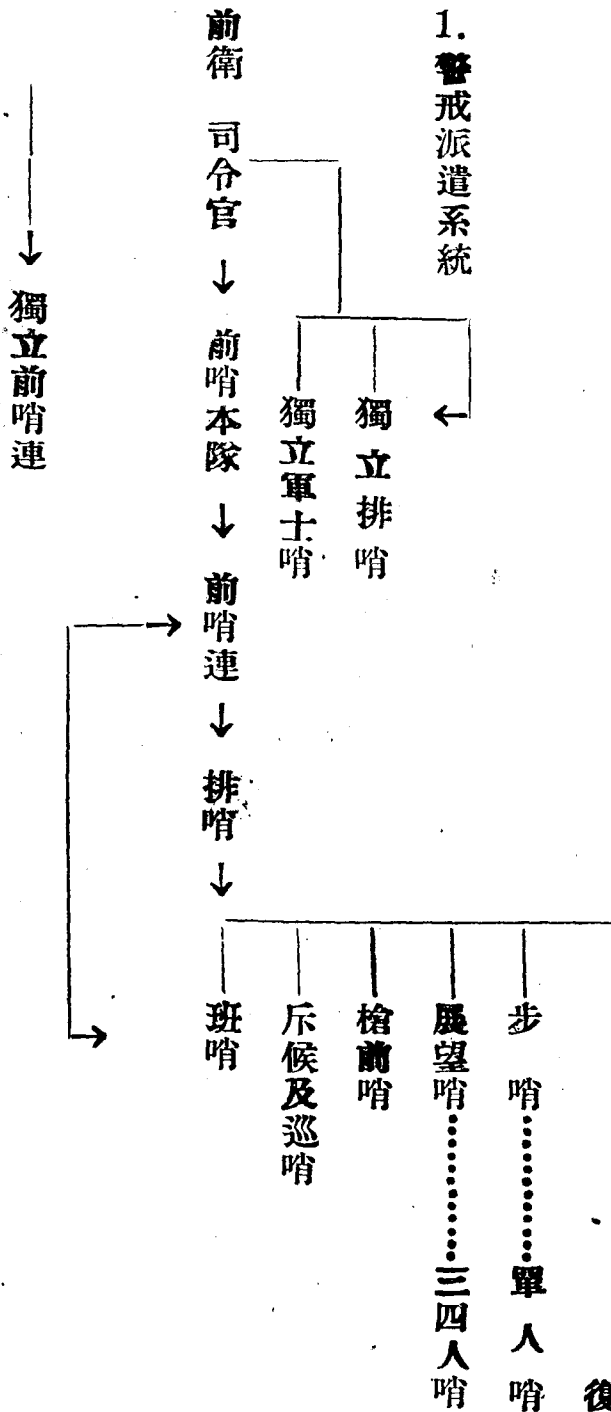 1.警戒派遣系統
復
步哨…………單人哨
展望哨…………三四人哨
槍前哨
斥候及巡哨
班哨
獨立排哨
獨立軍士哨
前衛 司令官 → 前哨本隊 → 前哨連 → 排哨 →
→ 獨立前哨連